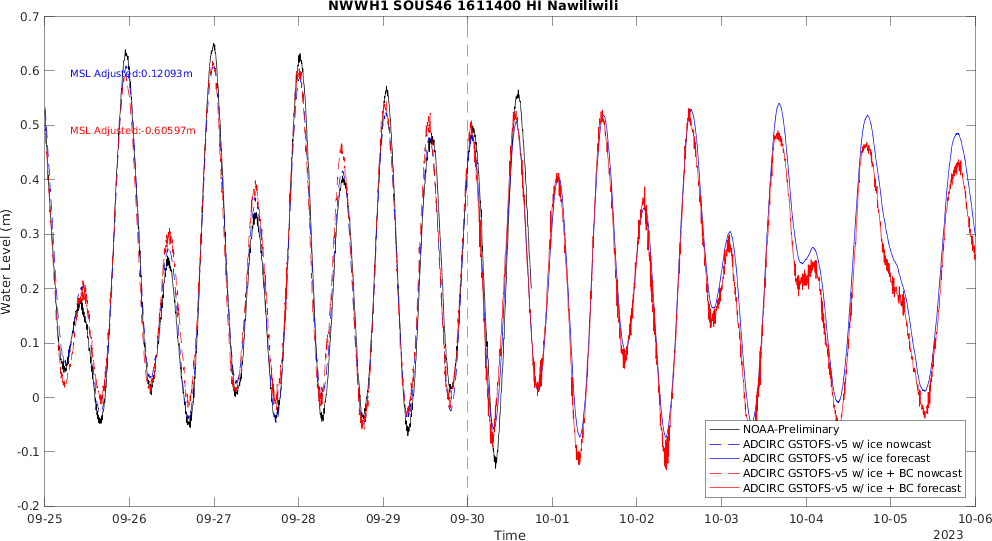 NWWH1 SOUS46 1611400 HI Nawiliwili
0.7
0.6
0.5
0.4
0.3
0.2
0.1
0
-0.1
-0.2
Water Level (m)
MSL Adjusted:0.12093m
MSL Adjusted:-0.60597m
NOAA-Preliminary
ADCIRC GSTOFS-v5 w/ ice nowcast
ADCIRC GSTOFS-v5 w/ ice forecast
ADCIRC GSTOFS-v5 w/ ice + BC nowcast
ADCIRC GSTOFS-v5 w/ ice + BC forecast
09-25 09-26 09-27 09-28 09-29 09-30 10-01 10-02 10-03 10-04 10-05 10-06
Time
2023